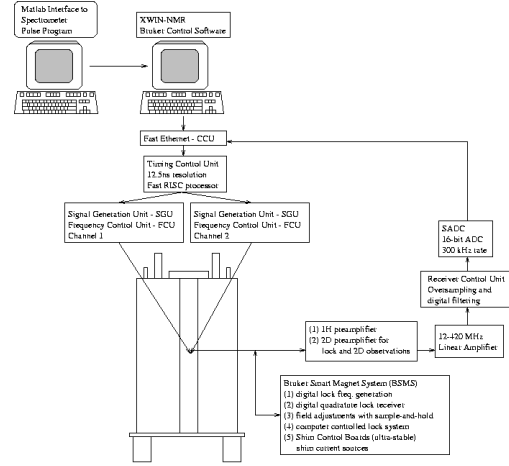 Matlab Interface to
Spectrometer
Pulse Program
XWIN-NMR
Bruker Control Software
Fast Ethernet - CCU
Timing Control Unit
12.5ns resolution
Fast RISC processor
Signal Generation Unit - SGU
Frequency Control Unit - FCU
Channel 1
Signal Generation Unit - SGU
Frequency Control Unit - FCU
Channel 2
SADC
16-bit ADC
300 kHz rate
Receiver Control Unit
Oversampling and
digital filtering
(1) 1H preamplifier
(2) 2D preamplifier for
lock and 2D observations
12-420 MHz
Linear Amplifier
Bruker Smart Magnet System (BSMS)
(1) digital lock freq. generation
(2) digital quadrature lock receiver
(3) field adjustments with sample-and-hold
(4) computer controlled lock system
(5) Shim Control Boards (ultra-stable)
shim current sources